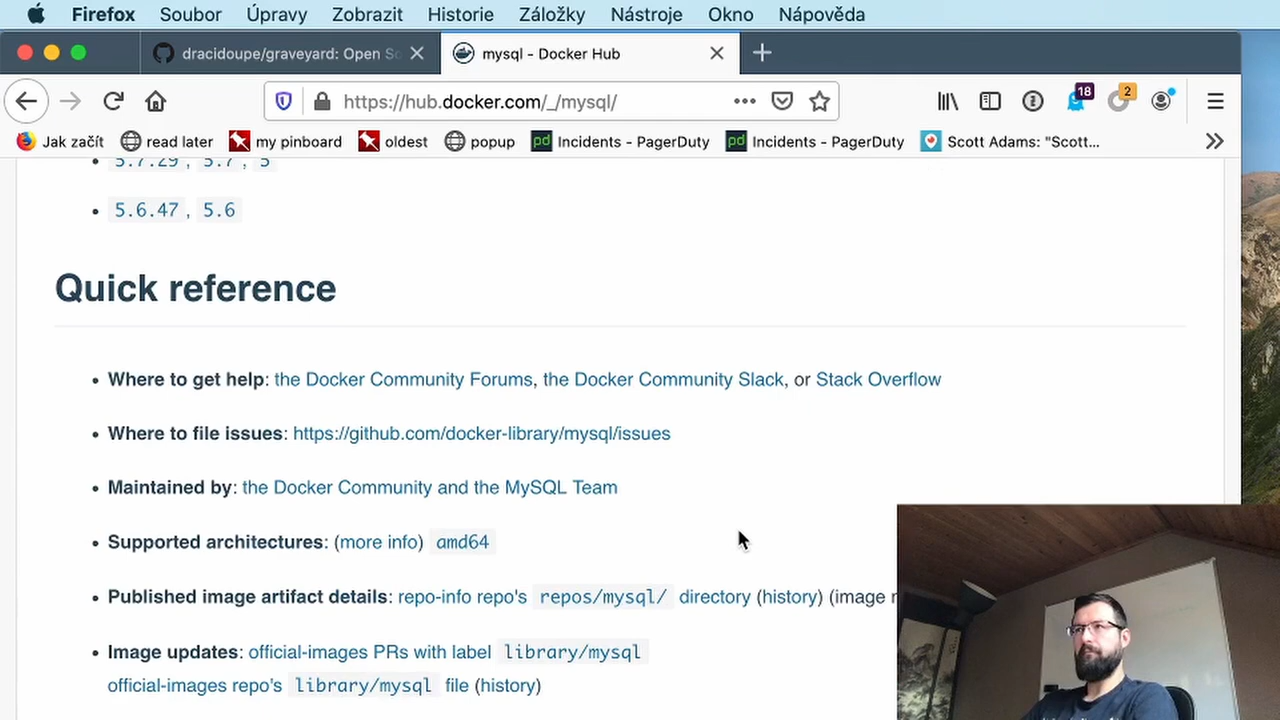 Firefox Soubor Úpravy Zobrazit Historie Záložky Nástroje Okno Nápověda
dracidoupe/graveyard: Open So
mysql - Docker Hub
https://hub.docker.com/_/mysql/
18
2
Jak začít read later my pinboard oldest popup Incidents - PagerDuty Incidents - PagerDuty Scott Adams: "Scott...
5.7.29 , 5.7 , 5
5.6.47 , 5.6
Quick reference
Where to get help: the Docker Community Forums, the Docker Community Slack, or Stack Overflow
Where to file issues: https://github.com/docker-library/mysql/issues
Maintained by: the Docker Community and the MySQL Team
Supported architectures: (more info) amd64
Published image artifact details: repo-info repo's repos/mysql/ directory (history) (image
Image updates: official-images PRs with label library/mysql
official-images repo's library/mysql file (history)